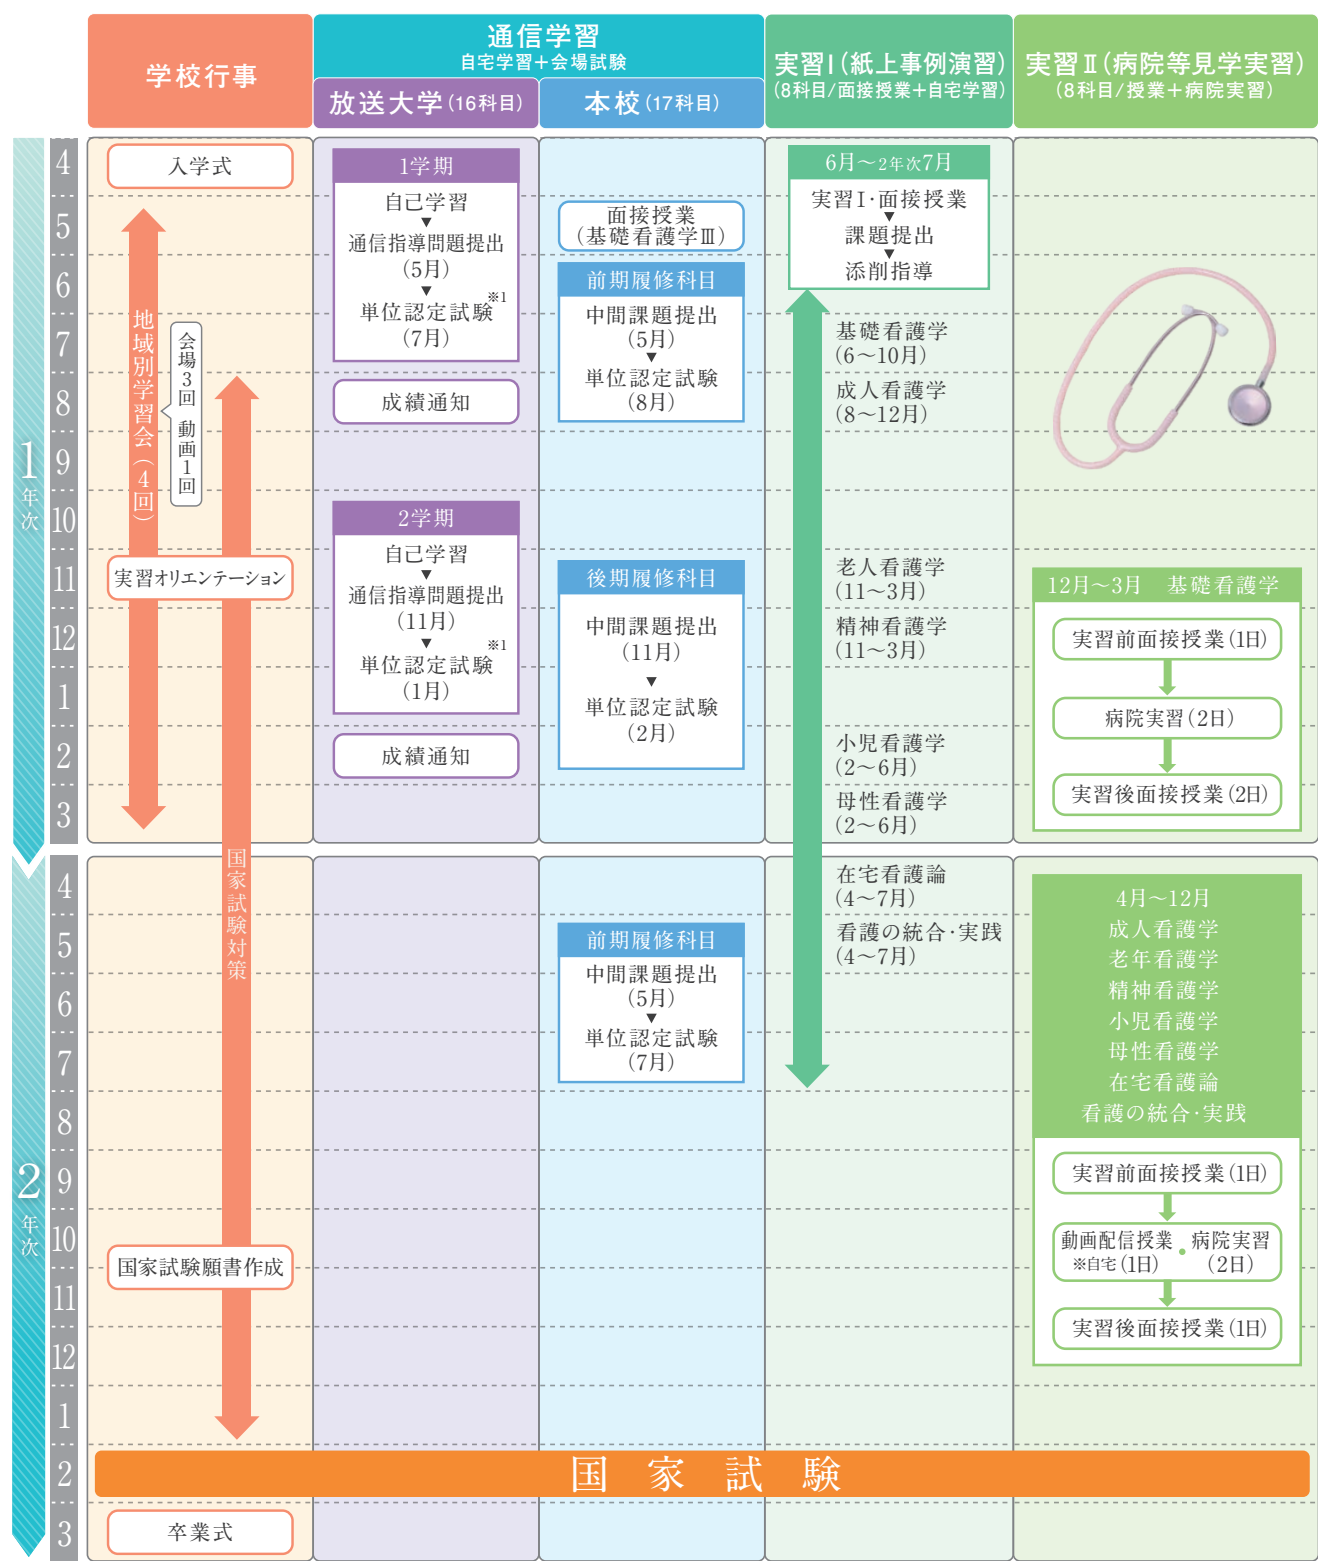 学校行事
通信学習
自宅学習+会場試験
放送大学(16科目)
本校(17科目)
実習Ⅰ(紙上事例演習)
(8科目/面接授業+自宅学習)
実習Ⅱ(病院等見学実習)
(8科目/授業+病院実習)
1
年
次
4
5
6
7
8
9
10
11
12
1
2
3
入学式
地域別学習会(4回)
会場3回 動画1回
実習オリエンテーション
国家試験対策
1学期
自己学習
▼
通信指導問題提出
(5月)
▼
単位認定試験※1
(7月)
成績通知
2学期
自己学習
▼
通信指導問題提出
(11月)
▼
単位認定試験※1
(1月)
成績通知
面接授業
(基礎看護学Ⅲ)
前期履修科目
中間課題提出
(5月)
▼
単位認定試験
(8月)
後期履修科目
中間課題提出
(11月)
▼
単位認定試験
(2月)
6月〜2年次7月
実習Ⅰ・面接授業
▼
課題提出
▼
添削指導
基礎看護学
(6〜10月)
成人看護学
(8〜12月)
老人看護学
(11〜3月)
精神看護学
(11〜3月)
小児看護学
(2〜6月)
母性看護学
(2〜6月)
12月〜3月 基礎看護学
実習前面接授業(1日)
病院実習(2日)
実習後面接授業(2日)
2
年
次
4
5
6
7
8
9
10
11
12
1
2
3
国家試験願書作成
前期履修科目
中間課題提出
(5月)
▼
単位認定試験
(7月)
在宅看護論
(4〜7月)
看護の統合・実践
(4〜7月)
4月〜12月
成人看護学
老年看護学
精神看護学
小児看護学
母性看護学
在宅看護論
看護の統合・実践
実習前面接授業(1日)
動画配信授業・病院実習
※自宅(1日) (2日)
実習後面接授業(1日)
国家試験
卒業式